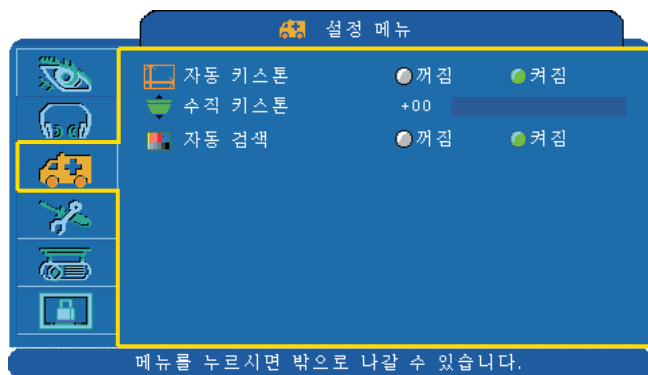 설정 메뉴
자동 키스톤 꺼짐 켜짐
수직 키스톤 +00
자동 검색 꺼짐 켜짐
메뉴를 누르시면 밖으로 나갈 수 있습니다.